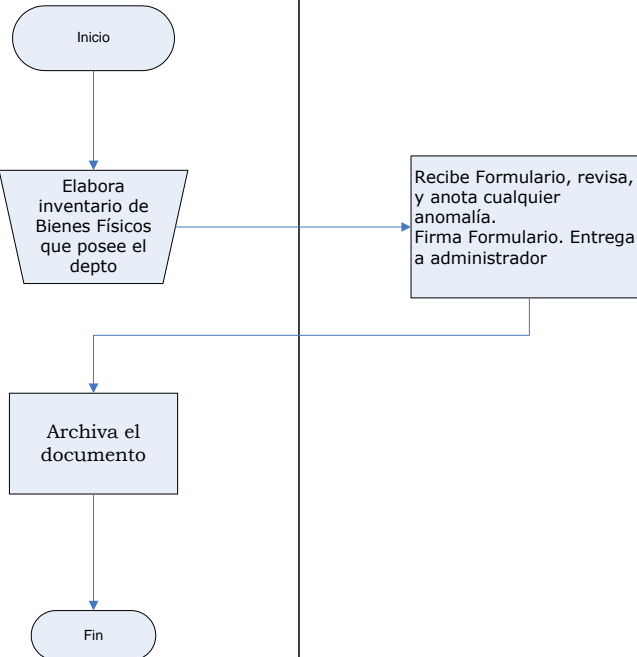 Inicio
Elabora
inventario de
Bienes Físicos
que posee el
depto
Recibe Formulario, revisa,
y anota cualquier
anomalía.
Firma Formulario. Entrega
a administrador
Archiva el
documento
Fin